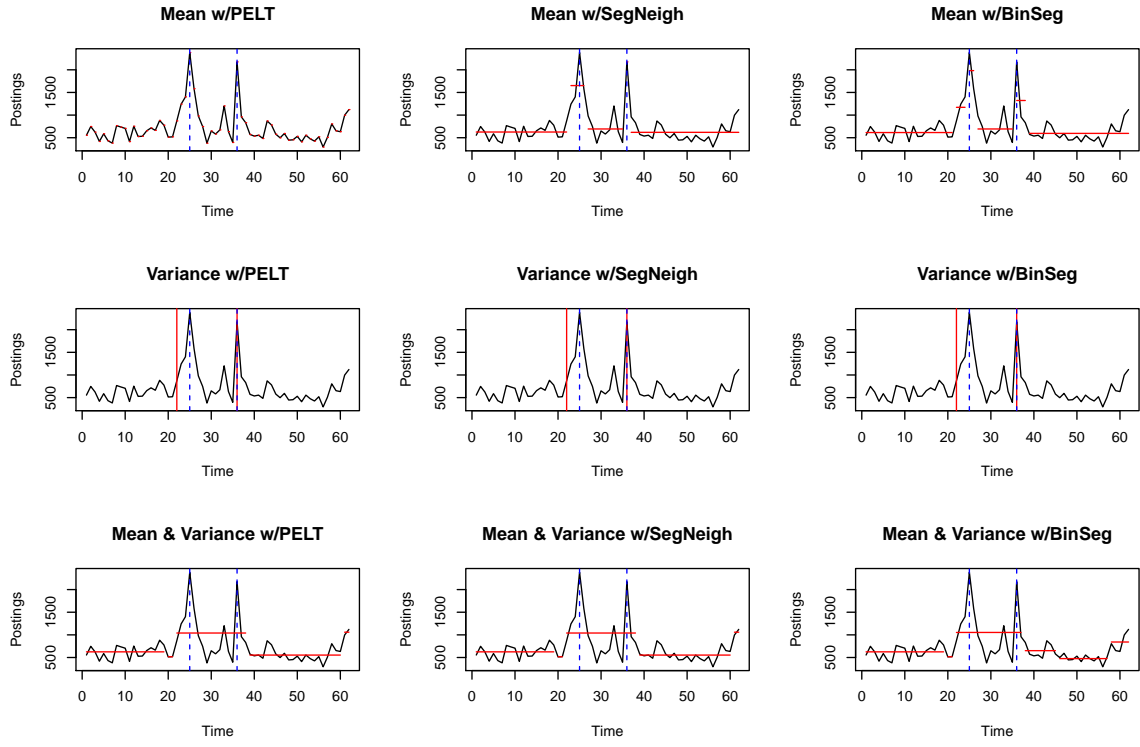 Mean w/PELT
Postings
500 1500
0 10 20 30 40 50 60
Time
Mean w/SegNeigh
Postings
500 1500
0 10 20 30 40 50 60
Time
Mean w/BinSeg
Postings
500 1500
0 10 20 30 40 50 60
Time
Variance w/PELT
Postings
500 1500
0 10 20 30 40 50 60
Time
Variance w/SegNeigh
Postings
500 1500
0 10 20 30 40 50 60
Time
Variance w/BinSeg
Postings
500 1500
0 10 20 30 40 50 60
Time
Mean & Variance w/PELT
Postings
500 1500
0 10 20 30 40 50 60
Time
Mean & Variance w/SegNeigh
Postings
500 1500
0 10 20 30 40 50 60
Time
Mean & Variance w/BinSeg
Postings
500 1500
0 10 20 30 40 50 60
Time